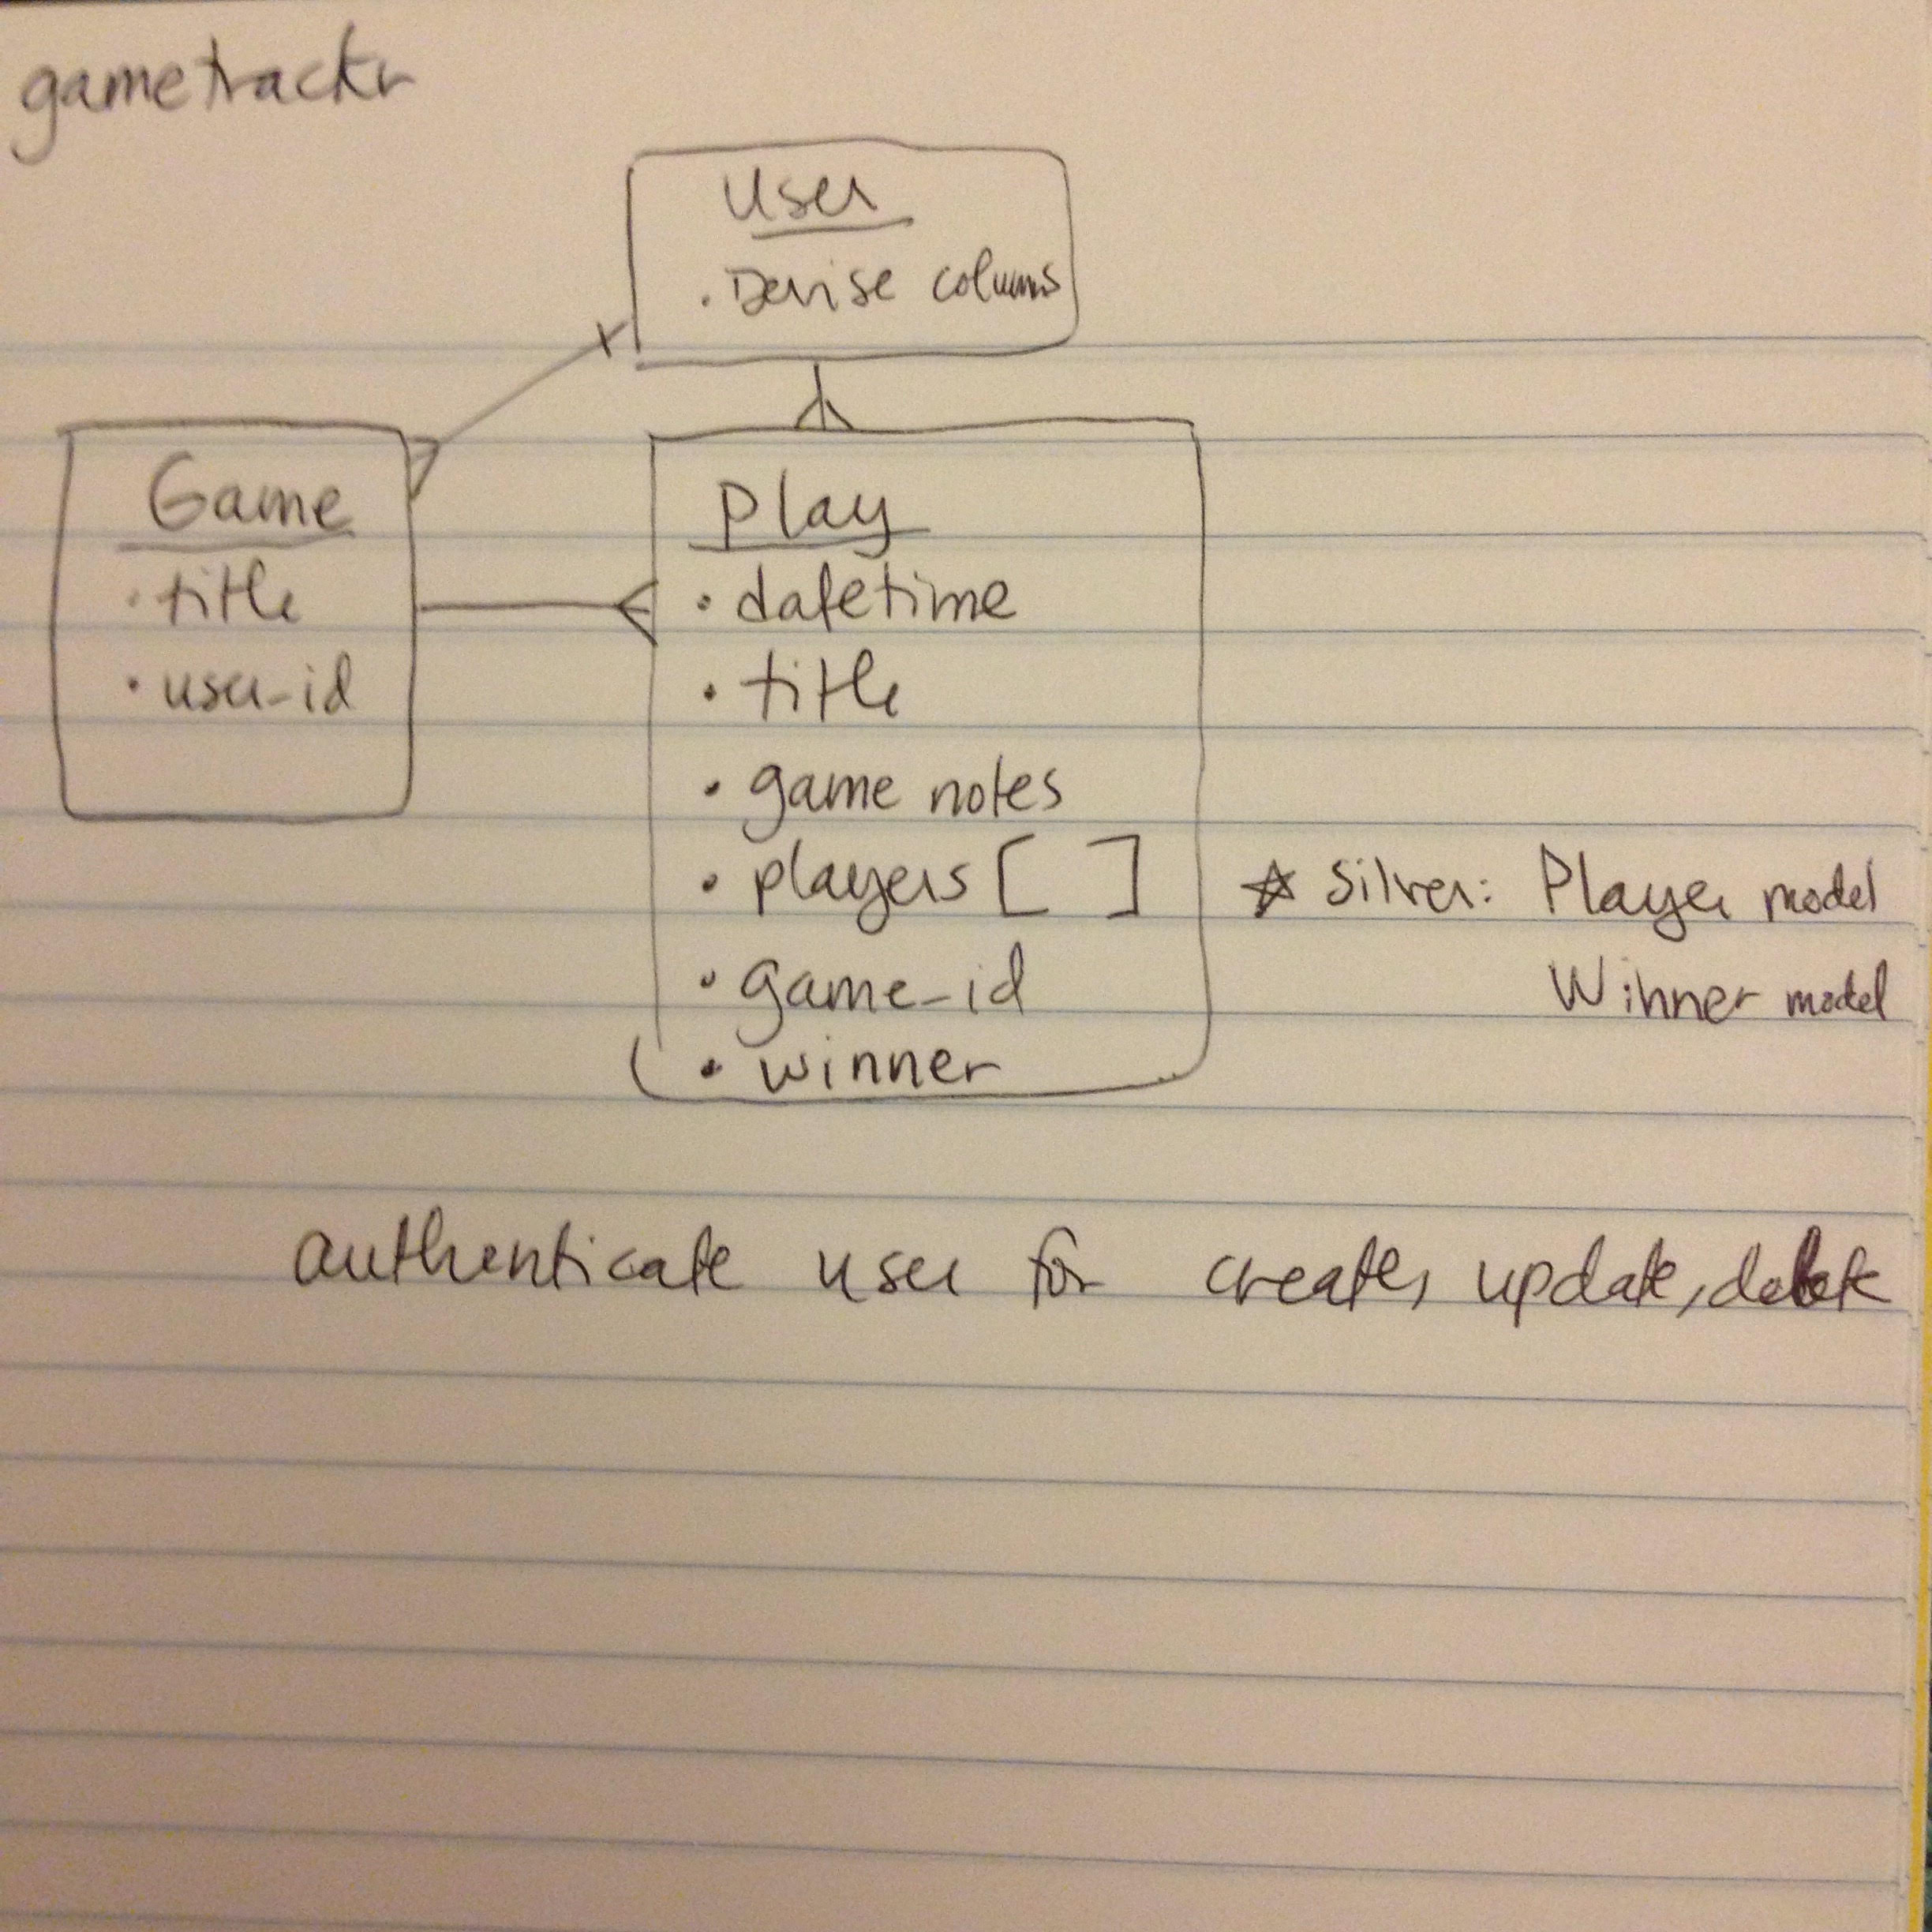 gametrackr
User
· Devise columns
Game
· title
· user-id
Play
· datetime
· title
· game notes
· players [ ]
· game-id
· winner
☆ Silver: Player model
Winner model
authenticate user for create, update, delete